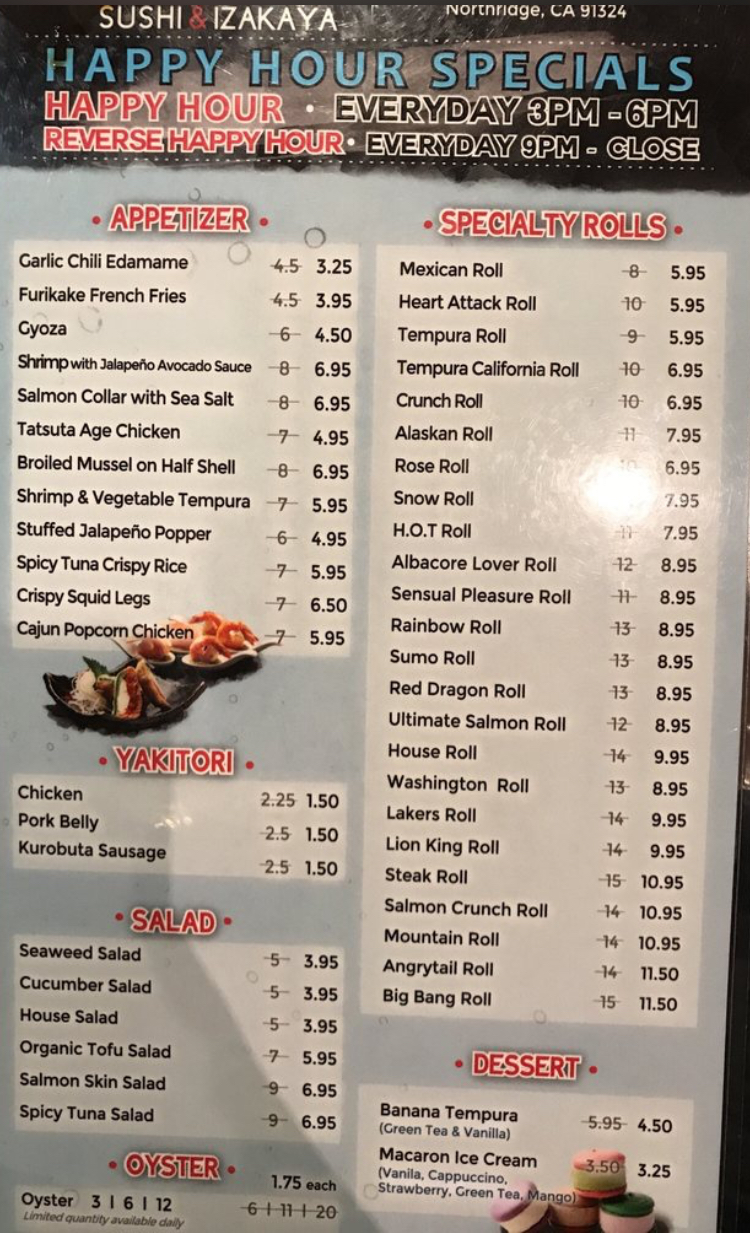 SUSHI & IZAKAYA
Northridge, CA 91324
HAPPY HOUR SPECIALS
HAPPY HOUR • EVERYDAY 3PM - 6PM
REVERSE HAPPY HOUR • EVERYDAY 9PM - CLOSE
• APPETIZER •
Garlic Chili Edamame 4.5 3.25
Furikake French Fries 4.5 3.95
Gyoza 6 4.50
Shrimp with Jalapeño Avocado Sauce 8 6.95
Salmon Collar with Sea Salt 8 6.95
Tatsuta Age Chicken 7 4.95
Broiled Mussel on Half Shell 8 6.95
Shrimp & Vegetable Tempura 7 5.95
Stuffed Jalapeño Popper 6 4.95
Spicy Tuna Crispy Rice 7 5.95
Crispy Squid Legs 7 6.50
Cajun Popcorn Chicken 7 5.95
• YAKITORI •
Chicken 2.25 1.50
Pork Belly 2.5 1.50
Kurobuta Sausage 2.5 1.50
• SALAD •
Seaweed Salad 5 3.95
Cucumber Salad 5 3.95
House Salad 5 3.95
Organic Tofu Salad 7 5.95
Salmon Skin Salad 9 6.95
Spicy Tuna Salad 9 6.95
• OYSTER •
1.75 each
Oyster 3 | 6 | 12 6 | 11 | 20
Limited quantity available daily
• SPECIALTY ROLLS •
Mexican Roll 8 5.95
Heart Attack Roll 10 5.95
Tempura Roll 9 5.95
Tempura California Roll 10 6.95
Crunch Roll 10 6.95
Alaskan Roll 11 7.95
Rose Roll 10 6.95
Snow Roll 7.95
H.O.T Roll 11 7.95
Albacore Lover Roll 12 8.95
Sensual Pleasure Roll 11 8.95
Rainbow Roll 13 8.95
Sumo Roll 13 8.95
Red Dragon Roll 13 8.95
Ultimate Salmon Roll 12 8.95
House Roll 14 9.95
Washington Roll 13 8.95
Lakers Roll 14 9.95
Lion King Roll 14 9.95
Steak Roll 15 10.95
Salmon Crunch Roll 14 10.95
Mountain Roll 14 10.95
Angrytail Roll 14 11.50
Big Bang Roll 15 11.50
• DESSERT •
Banana Tempura 5.95 4.50
(Green Tea & Vanilla)
Macaron Ice Cream 3.50 3.25
(Vanila, Cappuccino,
Strawberry, Green Tea, Mango)